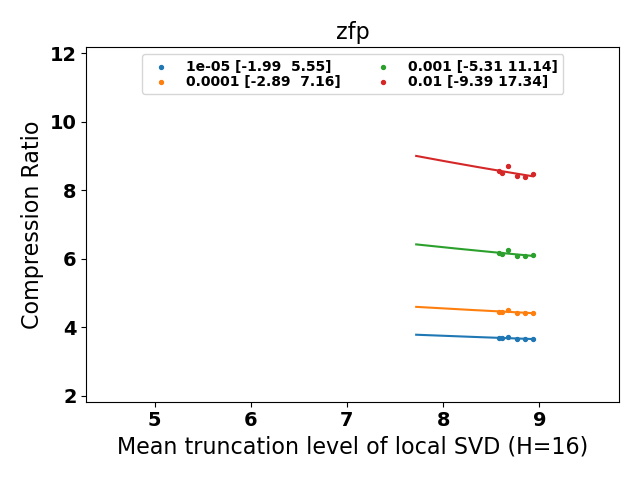 zfp
1e-05 [-1.99  5.55]
0.0001 [-2.89  7.16]
0.001 [-5.31 11.14]
0.01 [-9.39 17.34]
Compression Ratio
12
10
8
6
4
2
5 6 7 8 9
Mean truncation level of local SVD (H=16)